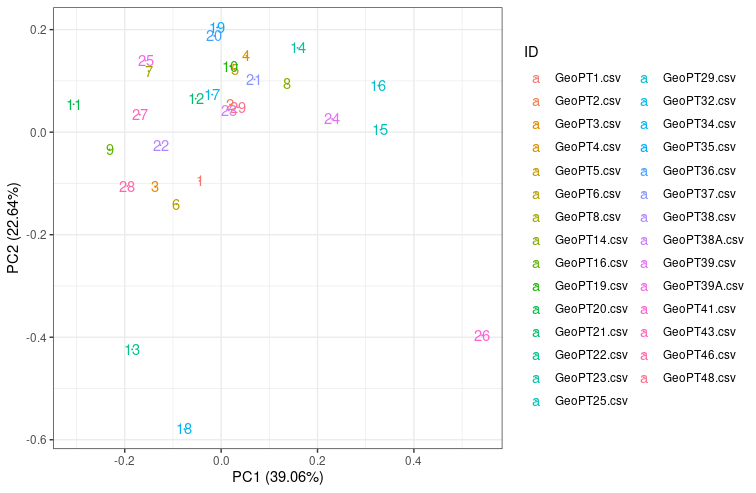 0.2
0.0
-0.2
-0.4
-0.6
-0.2
0.0
0.2
0.4
PC1 (39.06%)
PC2 (22.64%)
19
20
14
4
25
7
10
5
21
8
16
11
12
17
2
29
23
27
24
15
22
9
28
3
1
6
26
13
18
ID
a GeoPT1.csv
a GeoPT2.csv
a GeoPT3.csv
a GeoPT4.csv
a GeoPT5.csv
a GeoPT6.csv
a GeoPT8.csv
a GeoPT14.csv
a GeoPT16.csv
a GeoPT19.csv
a GeoPT20.csv
a GeoPT21.csv
a GeoPT22.csv
a GeoPT23.csv
a GeoPT25.csv
a GeoPT29.csv
a GeoPT32.csv
a GeoPT34.csv
a GeoPT35.csv
a GeoPT36.csv
a GeoPT37.csv
a GeoPT38.csv
a GeoPT38A.csv
a GeoPT39.csv
a GeoPT39A.csv
a GeoPT41.csv
a GeoPT43.csv
a GeoPT46.csv
a GeoPT48.csv